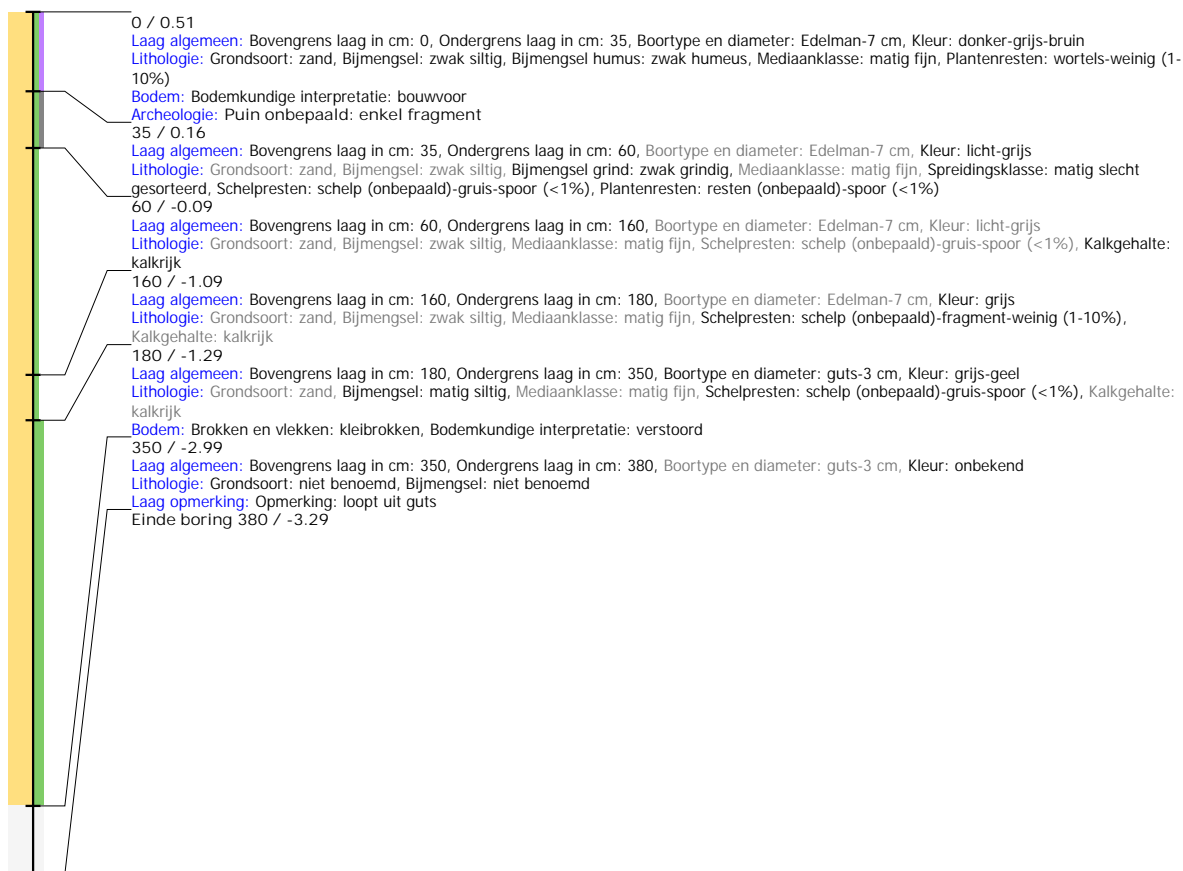 0 / 0.51
Laag algemeen: Bovengrens laag in cm: 0, Ondergrens laag in cm: 35, Boortype en diameter: Edelman-7 cm, Kleur: donker-grijs-bruin
Lithologie: Grondsoort: zand, Bijmengsel: zwak siltig, Bijmengsel humus: zwak humeus, Mediaanklasse: matig fijn, Plantenresten: wortels-weinig (1-
10%)
Bodem: Bodemkundige interpretatie: bouwvoor
Archeologie: Puin onbepaald: enkel fragment
35 / 0.16
Laag algemeen: Bovengrens laag in cm: 35, Ondergrens laag in cm: 60, Boortype en diameter: Edelman-7 cm, Kleur: licht-grijs
Lithologie: Grondsoort: zand, Bijmengsel: zwak siltig, Bijmengsel grind: zwak grindig, Mediaanklasse: matig fijn, Spreidingsklasse: matig slecht
gesorteerd, Schelpresten: schelp (onbepaald)-gruis-spoor (<1%), Plantenresten: resten (onbepaald)-spoor (<1%)
60 / -0.09
Laag algemeen: Bovengrens laag in cm: 60, Ondergrens laag in cm: 160, Boortype en diameter: Edelman-7 cm, Kleur: licht-grijs
Lithologie: Grondsoort: zand, Bijmengsel: zwak siltig, Mediaanklasse: matig fijn, Schelpresten: schelp (onbepaald)-gruis-spoor (<1%), Kalkgehalte:
kalkrijk
160 / -1.09
Laag algemeen: Bovengrens laag in cm: 160, Ondergrens laag in cm: 180, Boortype en diameter: Edelman-7 cm, Kleur: grijs
Lithologie: Grondsoort: zand, Bijmengsel: zwak siltig, Mediaanklasse: matig fijn, Schelpresten: schelp (onbepaald)-fragment-weinig (1-10%),
Kalkgehalte: kalkrijk
180 / -1.29
Laag algemeen: Bovengrens laag in cm: 180, Ondergrens laag in cm: 350, Boortype en diameter: guts-3 cm, Kleur: grijs-geel
Lithologie: Grondsoort: zand, Bijmengsel: matig siltig, Mediaanklasse: matig fijn, Schelpresten: schelp (onbepaald)-gruis-spoor (<1%), Kalkgehalte:
kalkrijk
Bodem: Brokken en vlekken: kleibrokken, Bodemkundige interpretatie: verstoord
350 / -2.99
Laag algemeen: Bovengrens laag in cm: 350, Ondergrens laag in cm: 380, Boortype en diameter: guts-3 cm, Kleur: onbekend
Lithologie: Grondsoort: niet benoemd, Bijmengsel: niet benoemd
Laag opmerking: Opmerking: loopt uit guts
Einde boring 380 / -3.29